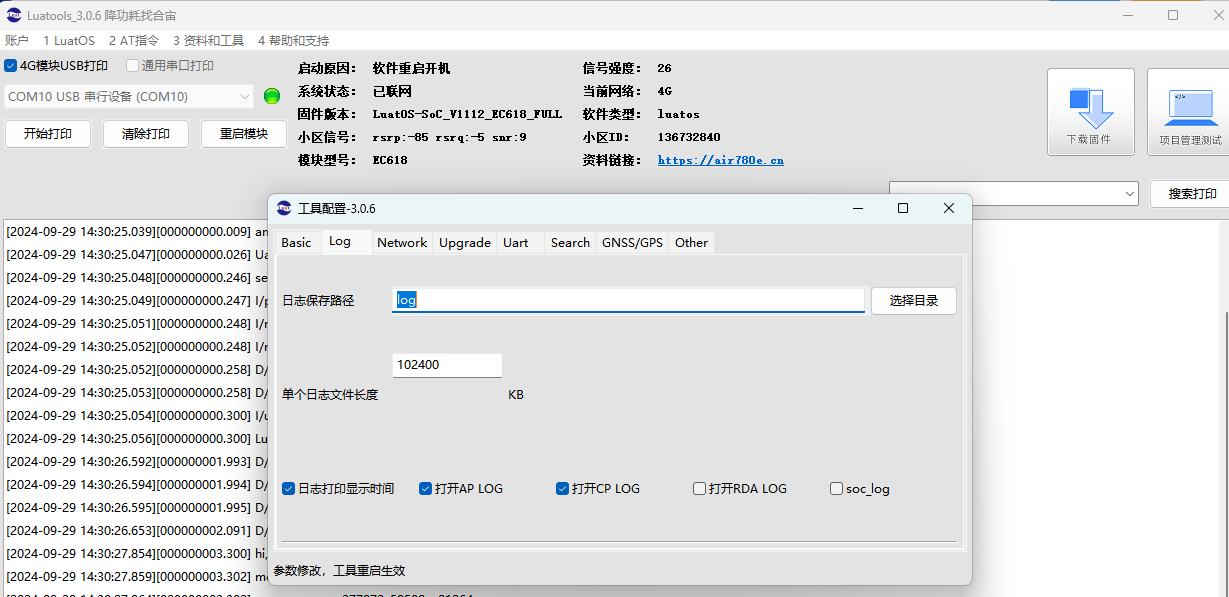 Luatools_3.0.6 降功耗找合宙
账户 1 LuatOS 2 AT指令 3 资料和工具 4 帮助和支持
4G模块USB打印 通用串口打印
COM10 USB 串行设备 (COM10)
开始打印 清除打印 重启模块
启动原因： 软件重启开机 信号强度： 26
系统状态： 已联网 当前网络： 4G
固件版本： LuatOS-SoC_V1112_EC618_FULL 软件类型： luatos
小区信号： rsrp:-85 rsrq:-5 snr:9 小区ID： 136732840
模块型号： EC618 资料链接： https://air780e.cn
下载固件 项目管理测试
搜索打印
工具配置-3.0.6
Basic Log Network Upgrade Uart Search GNSS/GPS Other
日志保存路径 log 选择目录
102400
单个日志文件长度 KB
日志打印显示时间 打开AP LOG 打开CP LOG 打开RDA LOG soc_log
参数修改，工具重启生效
[2024-09-29 14:30:25.039][000000000.009] am
[2024-09-29 14:30:25.047][000000000.026] Ua
[2024-09-29 14:30:25.048][000000000.246] se
[2024-09-29 14:30:25.049][000000000.247] I/p
[2024-09-29 14:30:25.051][000000000.248] I/r
[2024-09-29 14:30:25.052][000000000.248] I/r
[2024-09-29 14:30:25.052][000000000.258] D/
[2024-09-29 14:30:25.053][000000000.258] D/
[2024-09-29 14:30:25.054][000000000.300] I/u
[2024-09-29 14:30:25.056][000000000.300] Lu
[2024-09-29 14:30:26.592][000000001.993] D/
[2024-09-29 14:30:26.594][000000001.994] D/
[2024-09-29 14:30:26.595][000000001.995] D/
[2024-09-29 14:30:26.653][000000002.091] D/
[2024-09-29 14:30:27.854][000000003.300] hi,
[2024-09-29 14:30:27.859][000000003.302] mo